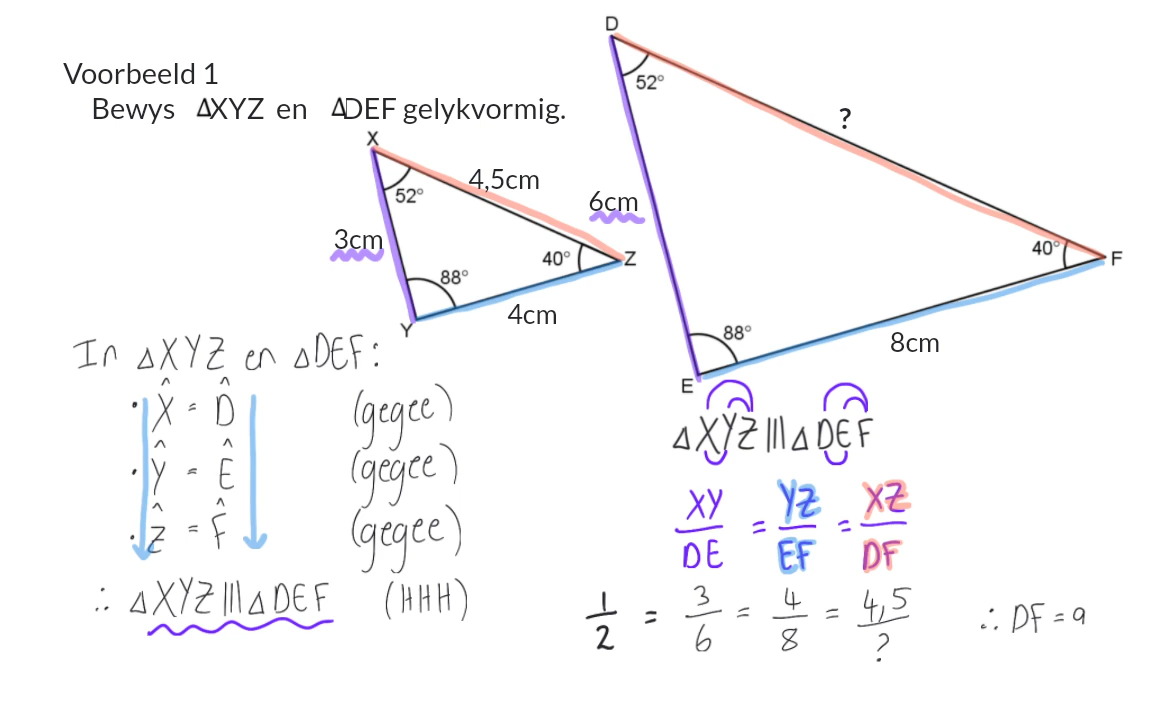 Voorbeeld 1
Bewys ΔXYZ en ΔDEF gelykvormig.
D
52°
?
X
52°
4,5cm
6cm
3cm
40°
Z
40°
F
88°
Y
4cm
88°
8cm
E
In ΔXYZ en ΔDEF:
· X̂ = D̂ (gegee)
· Ŷ = Ê (gegee)
· Ẑ = F̂ (gegee)
∴ ΔXYZ ||| ΔDEF (HHH)
ΔXYZ ||| ΔDEF
XY/DE = YZ/EF = XZ/DF
1/2 = 3/6 = 4/8 = 4,5/? ∴ DF = 9